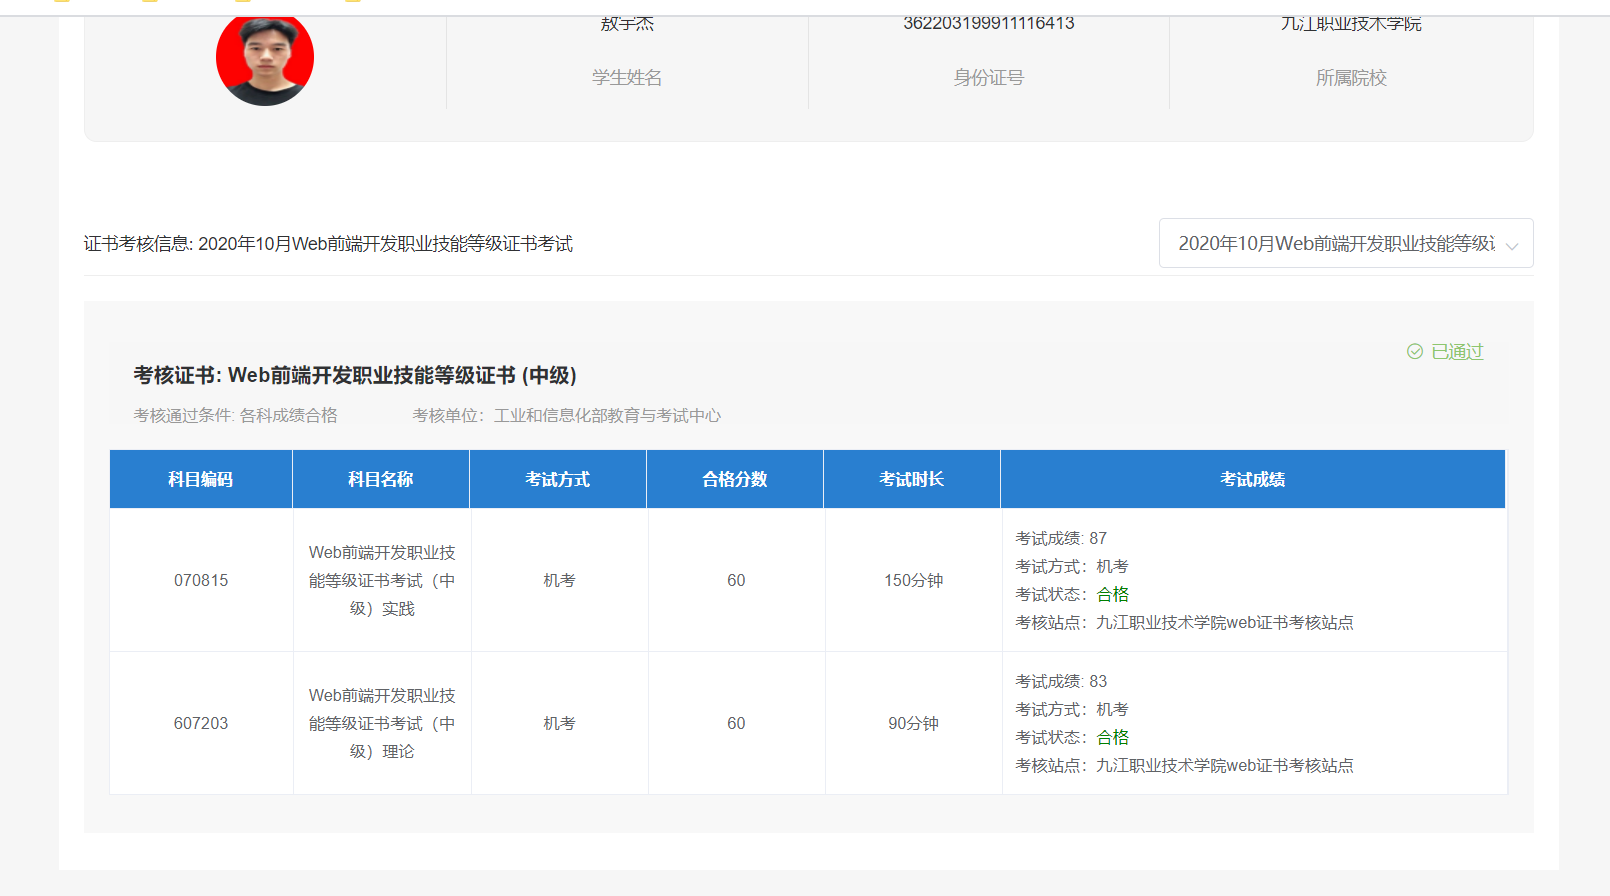 敖宇杰
362203199911116413
九江职业技术学院
学生姓名
身份证号
所属院校
证书考核信息: 2020年10月Web前端开发职业技能等级证书考试
2020年10月Web前端开发职业技能等级
已通过
考核证书: Web前端开发职业技能等级证书 (中级)
考核通过条件: 各科成绩合格
考核单位：工业和信息化部教育与考试中心
科目编码
科目名称
考试方式
合格分数
考试时长
考试成绩
070815
Web前端开发职业技
能等级证书考试（中
级）实践
机考
60
150分钟
考试成绩: 87
考试方式：机考
考试状态：合格
考核站点：九江职业技术学院web证书考核站点
607203
Web前端开发职业技
能等级证书考试（中
级）理论
机考
60
90分钟
考试成绩: 83
考试方式：机考
考试状态：合格
考核站点：九江职业技术学院web证书考核站点